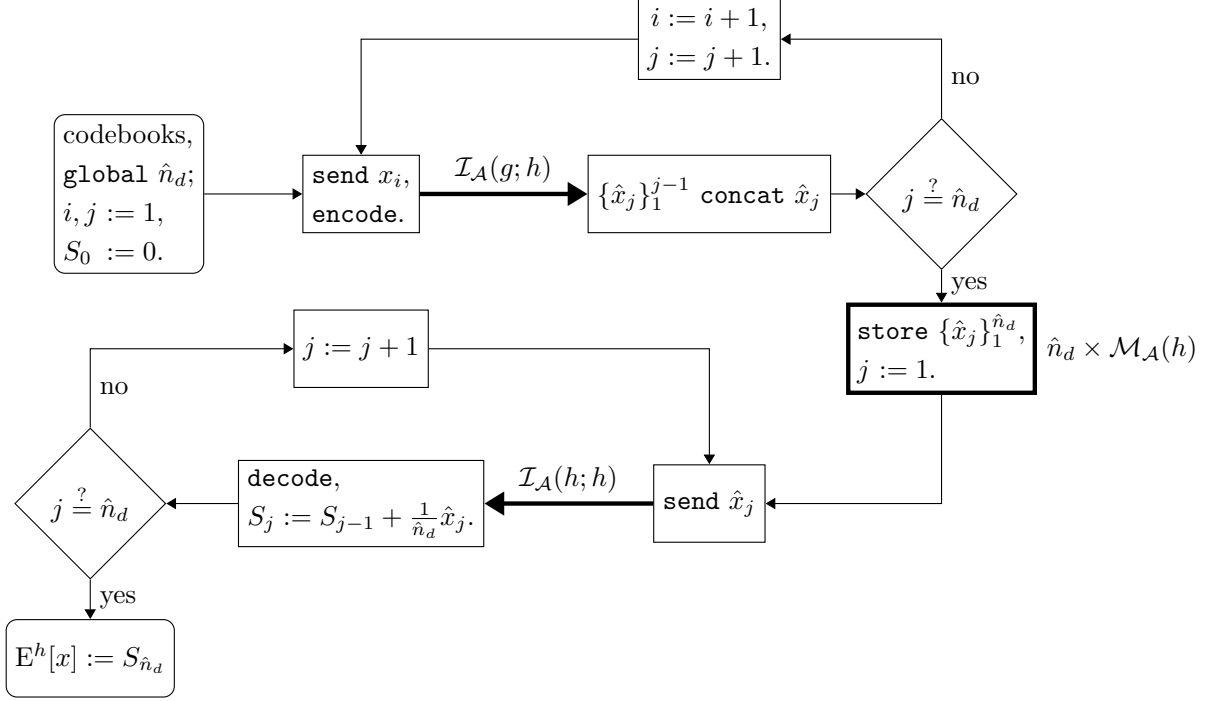 i := i + 1,
j := j + 1.
no
codebooks,
global n̂_d;
i, j := 1,
S_0 := 0.
send x_i,
encode.
ℐ_𝒜(g; h)
{x̂_j}_1^{j−1} concat x̂_j
j ≟ n̂_d
yes
store {x̂_j}_1^{n̂_d},
j := 1.
n̂_d × ℳ_𝒜(h)
j := j + 1
no
j ≟ n̂_d
decode,
S_j := S_{j−1} + \frac{1}{n̂_d} x̂_j.
ℐ_𝒜(h; h)
send x̂_j
yes
E^h[x] := S_{n̂_d}